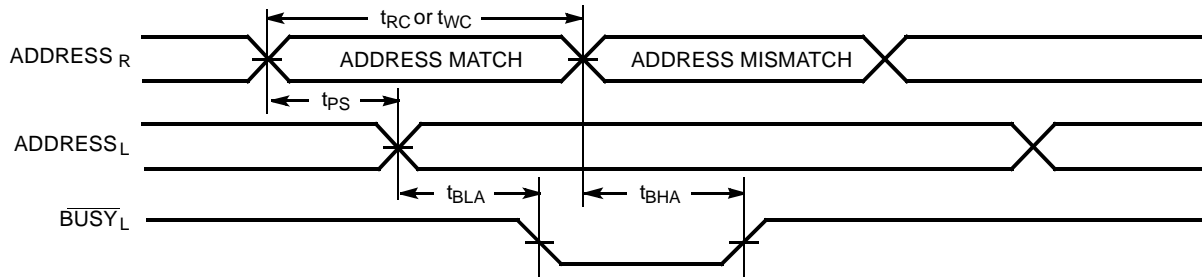 tRC or tWC
ADDRESS R
ADDRESS MATCH
ADDRESS MISMATCH
tPS
ADDRESSL
tBLA
tBHA
BUSYL